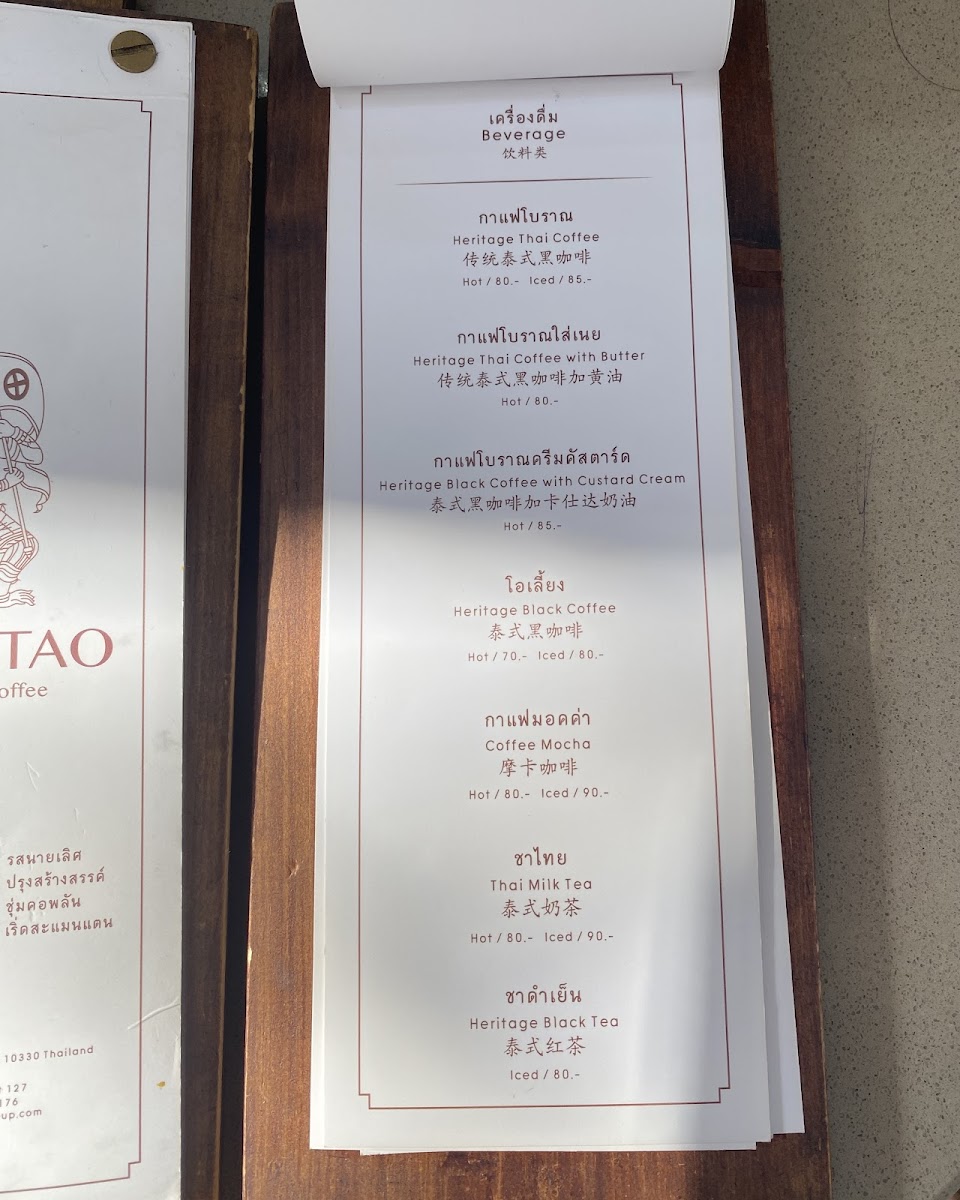 TAO
offee
รสนายเลิศ
ปรุงสร้างสรรค์
ชุ่มคอพลัน
เริ่ดสะแมนแดน
10330 Thailand
127
176
up.com
เครื่องดื่ม
Beverage
饮料类
กาแฟโบราณ
Heritage Thai Coffee
传统泰式黑咖啡
Hot / 80.- Iced / 85.-
กาแฟโบราณใส่เนย
Heritage Thai Coffee with Butter
传统泰式黑咖啡加黄油
Hot / 80.-
กาแฟโบราณครีมคัสตาร์ด
Heritage Black Coffee with Custard Cream
泰式黑咖啡加卡仕达奶油
Hot / 85.-
โอเลี้ยง
Heritage Black Coffee
泰式黑咖啡
Hot / 70.- Iced / 80.-
กาแฟมอคค่า
Coffee Mocha
摩卡咖啡
Hot / 80.- Iced / 90.-
ชาไทย
Thai Milk Tea
泰式奶茶
Hot / 80.- Iced / 90.-
ชาดำเย็น
Heritage Black Tea
泰式红茶
Iced / 80.-